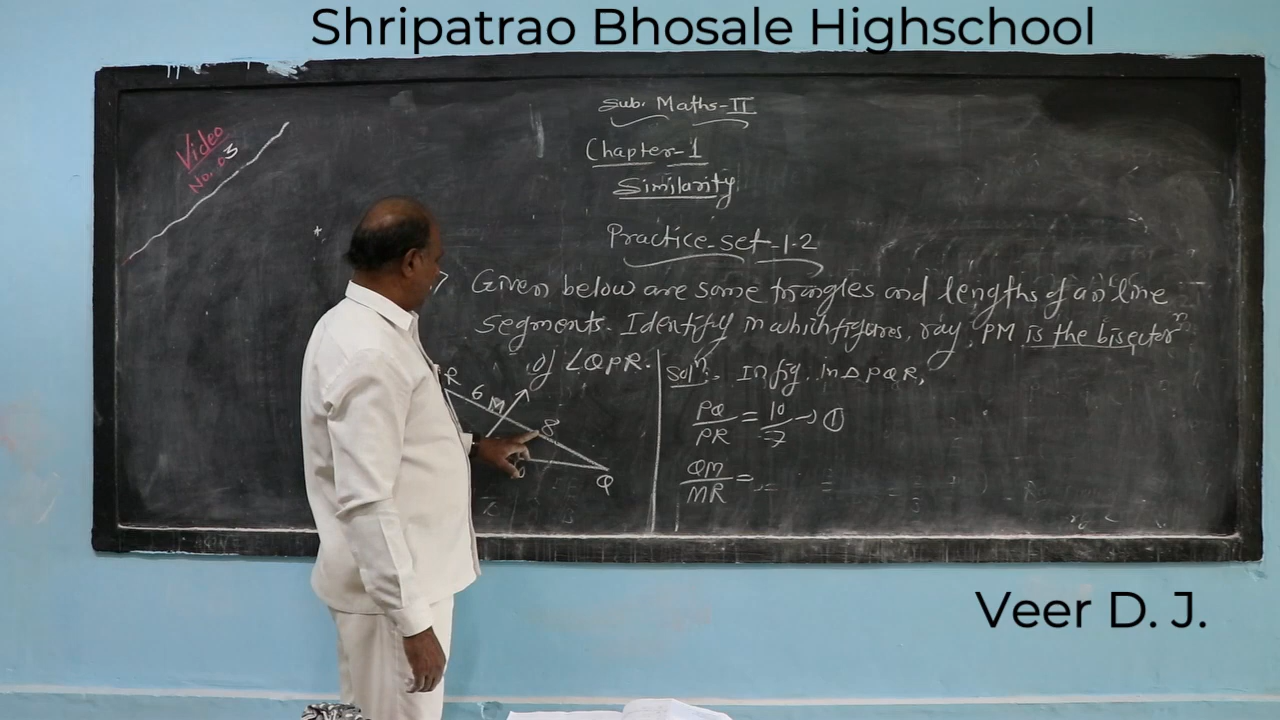 Shripatrao Bhosale Highschool
Sub. Maths-II
Video
No. 03
Chapter-1
Similarity
Practice-set-1.2
Given below are some triangles and lengths of line
segments. Identify in which figures, ray PM is the bisector
of ∠QPR.
Solⁿ:- In fig. In △PQR,
R
6
M
8
Q
PQ/PR = 10/7 → ①
QM/MR =
Veer D. J.